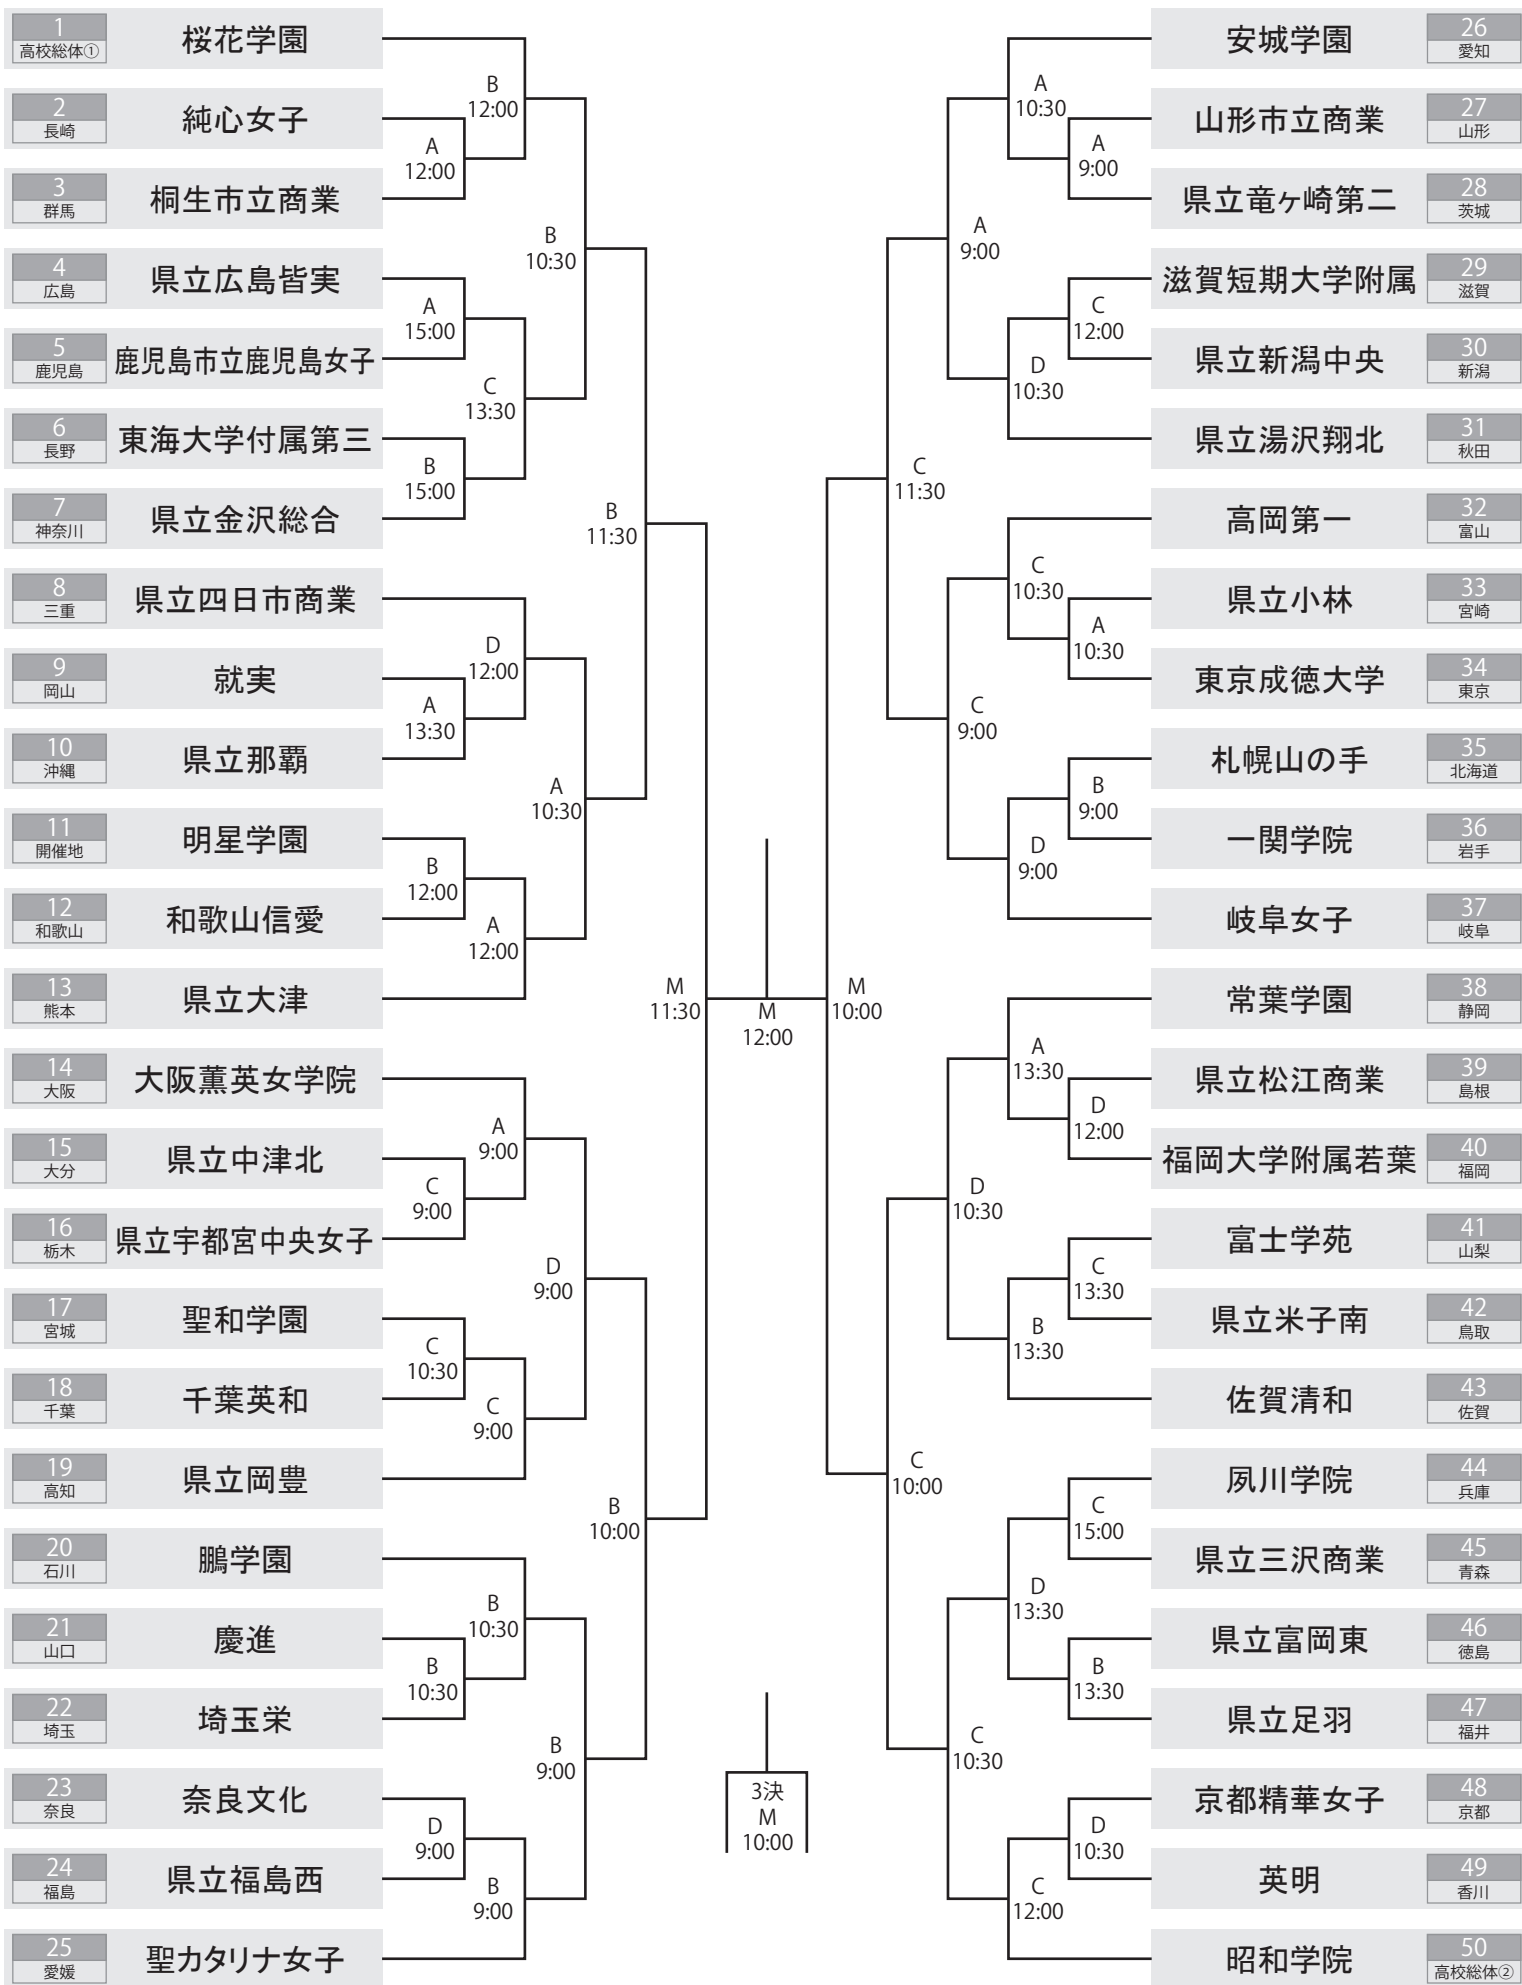 1
高校総体①
桜花学園
2
長崎
純心女子
3
群馬
桐生市立商業
4
広島
県立広島皆実
5
鹿児島
鹿児島市立鹿児島女子
6
長野
東海大学付属第三
7
神奈川
県立金沢総合
8
三重
県立四日市商業
9
岡山
就実
10
沖縄
県立那覇
11
開催地
明星学園
12
和歌山
和歌山信愛
13
熊本
県立大津
14
大阪
大阪薫英女学院
15
大分
県立中津北
16
栃木
県立宇都宮中央女子
17
宮城
聖和学園
18
千葉
千葉英和
19
高知
県立岡豊
20
石川
鵬学園
21
山口
慶進
22
埼玉
埼玉栄
23
奈良
奈良文化
24
福島
県立福島西
25
愛媛
聖カタリナ女子
A
12:00
A
15:00
B
15:00
A
13:30
B
12:00
C
9:00
C
10:30
B
10:30
D
9:00
B
12:00
C
13:30
D
12:00
A
12:00
A
9:00
C
9:00
B
10:30
B
9:00
B
10:30
A
10:30
D
9:00
B
9:00
B
11:30
B
10:00
M
11:30
M
12:00
3決
M
10:00
M
10:00
C
11:30
C
10:00
A
9:00
C
9:00
D
10:30
C
10:30
A
10:30
D
10:30
C
10:30
D
9:00
A
13:30
B
13:30
D
13:30
C
12:00
A
9:00
C
12:00
A
10:30
B
9:00
D
12:00
C
13:30
C
15:00
B
13:30
D
10:30
安城学園
26
愛知
山形市立商業
27
山形
県立竜ヶ崎第二
28
茨城
滋賀短期大学附属
29
滋賀
県立新潟中央
30
新潟
県立湯沢翔北
31
秋田
高岡第一
32
富山
県立小林
33
宮崎
東京成徳大学
34
東京
札幌山の手
35
北海道
一関学院
36
岩手
岐阜女子
37
岐阜
常葉学園
38
静岡
県立松江商業
39
島根
福岡大学附属若葉
40
福岡
富士学苑
41
山梨
県立米子南
42
鳥取
佐賀清和
43
佐賀
夙川学院
44
兵庫
県立三沢商業
45
青森
県立富岡東
46
徳島
県立足羽
47
福井
京都精華女子
48
京都
英明
49
香川
昭和学院
50
高校総体②